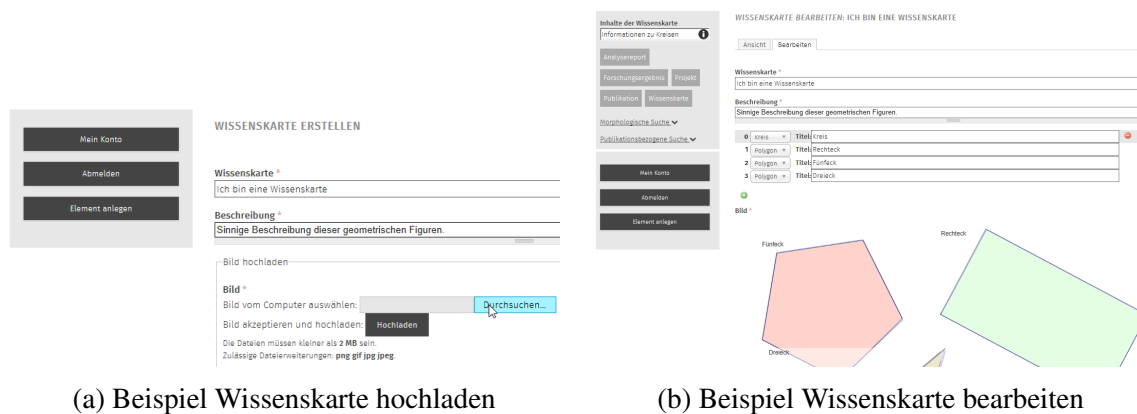 Mein Konto
Abmelden
Element anlegen
WISSENSKARTE ERSTELLEN
Wissenskarte *
Ich bin eine Wissenskarte
Beschreibung *
Sinnige Beschreibung dieser geometrischen Figuren.
Bild hochladen
Bild *
Bild vom Computer auswählen: Durchsuchen...
Bild akzeptieren und hochladen: Hochladen
Die Dateien müssen kleiner als 2 MB sein.
Zulässige Dateierweiterungen: png gif jpg jpeg.
(a) Beispiel Wissenskarte hochladen
Inhalte der Wissenskarte
Informationen zu Kreisen
Analysereport
Forschungsergebnis Projekt
Publikation Wissenskarte
Morphologische Suche
Publikationsbezogene Suche
Mein Konto
Abmelden
Element anlegen
WISSENSKARTE BEARBEITEN: ICH BIN EINE WISSENSKARTE
Ansicht Bearbeiten
Wissenskarte *
Ich bin eine Wissenskarte
Beschreibung *
Sinnige Beschreibung dieser geometrischen Figuren.
0 Kreis Titel: Kreis
1 Polygon Titel: Rechteck
2 Polygon Titel: Fünfeck
3 Polygon Titel: Dreieck
Bild *
Fünfeck
Rechteck
Dreieck
(b) Beispiel Wissenskarte bearbeiten